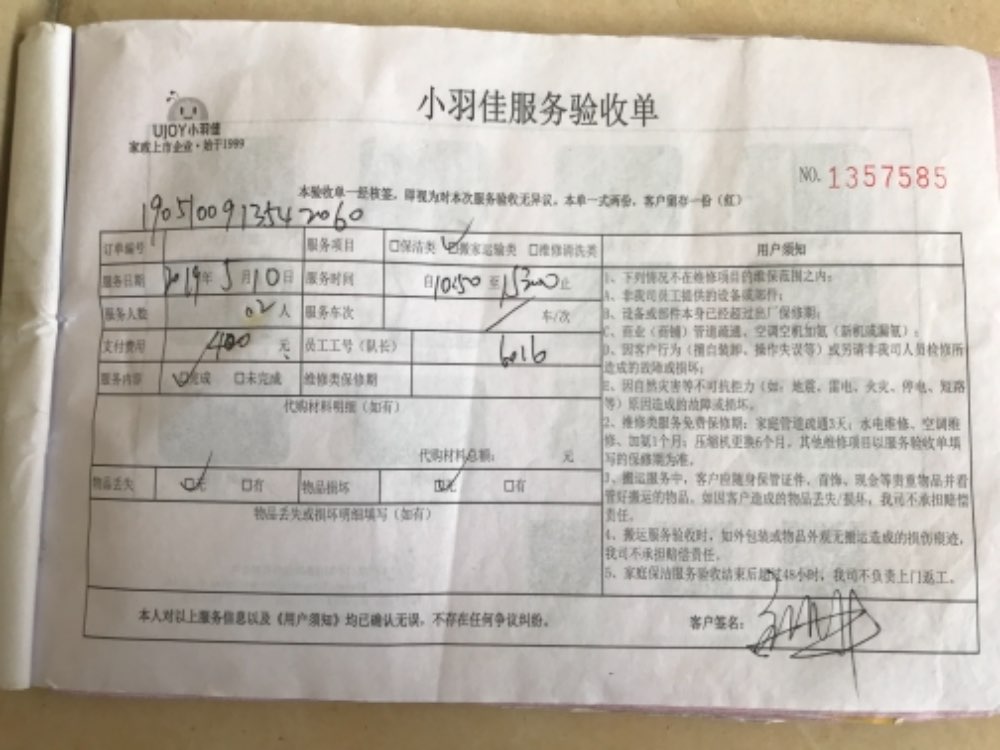 UJOY小羽佳
家政上市企业·始于1999
小羽佳服务验收单
NO. 1357585
本验收单一经核签，即视为对本次服务验收无异议。本单一式两份，客户留存一份（红）
1905100913542060
订单编号 服务项目 □保洁类 □搬家运输类 □维修清洗类
服务日期 2019年5月10日 服务时间 自10:50至15:00止
服务人数 02人 服务车次 车/次
支付费用 400元 员工工号（队长） 6016
服务内容 □完成 □未完成 维修类保修期
代购材料明细（如有）
代购材料总额： 元
物品丢失 □无 □有 物品损坏 □无 □有
物品丢失或损坏明细填写（如有）
用户须知
1、下列情况不在维修项目的维保范围之内：
A、非我司员工提供的设备或部件；
B、设备或部件本身已经超过出厂保修期；
C、商业（商铺）管道疏通、空调空机加氨（新机或漏氨）；
D、因客户行为（擅自装卸、操作失误等）或另请非我司人员检修所
造成的故障或损坏；
E、因自然灾害等不可抗拒力（如：地震、雷电、火灾、停电、短路
等）原因造成的故障或损坏。
2、维修类服务免费保修期：家庭管道疏通3天；水电维修、空调维
修、加氨1个月；压缩机更换6个月，其他维修项目以服务验收单填
写的保修期为准。
3、搬运服务中，客户应随身保管证件、首饰、现金等贵重物品并看
管好搬运的物品。如因客户造成的物品丢失/损坏，我司不承担赔偿
责任。
4、搬运服务验收时，如外包装或物品外观无搬运造成的损伤痕迹，
我司不承担赔偿责任。
5、家庭保洁服务验收结束后超过48小时，我司不负责上门返工。
本人对以上服务信息以及《用户须知》均已确认无误，不存在任何争议纠纷。
客户签名：